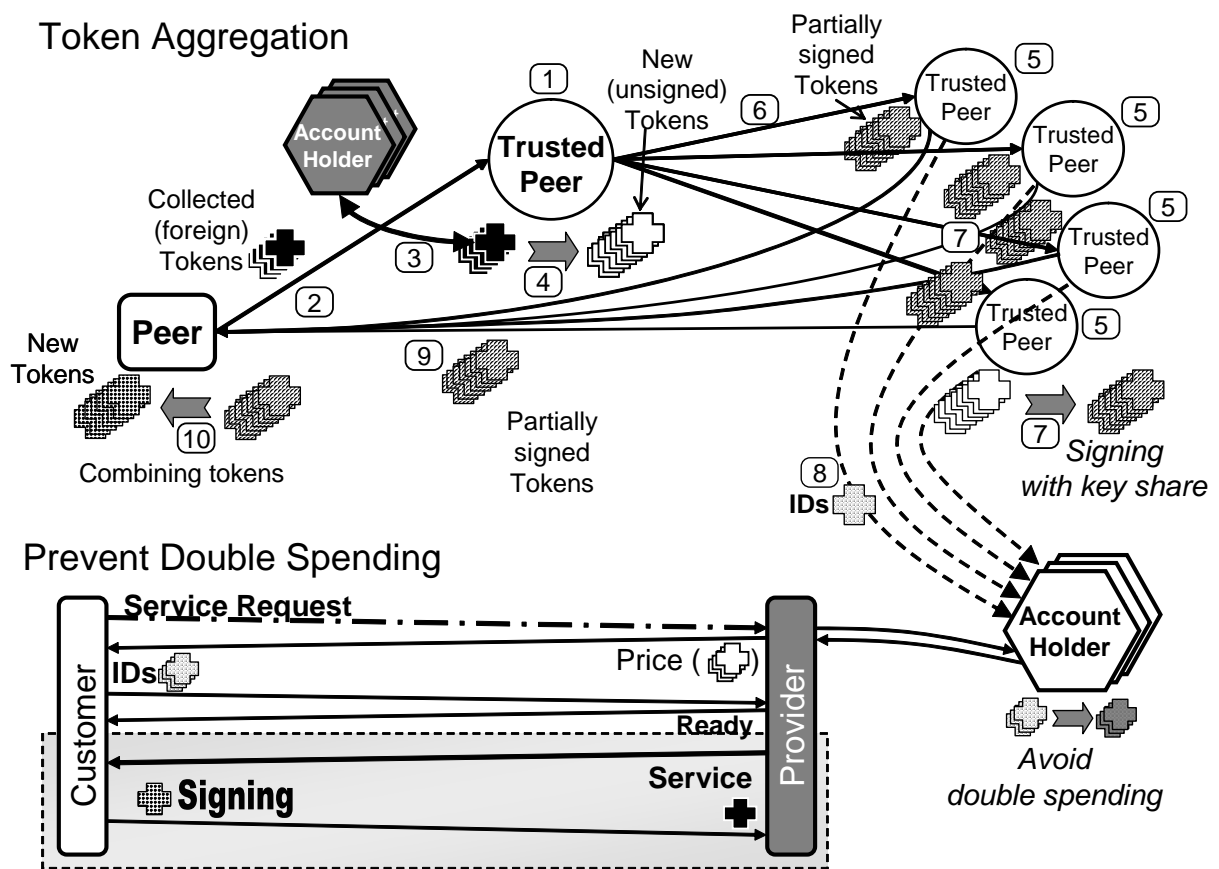 Token Aggregation
Account
Holder
1
Trusted
Peer
New
(unsigned)
Tokens
Partially
signed
Tokens
6
5
Trusted
Peer
5
Trusted
Peer
5
Trusted
Peer
5
Trusted
Peer
Collected
(foreign)
Tokens
2
3
4
7
Peer
New
Tokens
9
10
Combining tokens
Partially
signed
Tokens
7
Signing
with key share
8
IDs
Prevent Double Spending
Customer
Service Request
IDs
Price ( )
Ready
Service
Signing
Provider
Account
Holder
Avoid
double spending